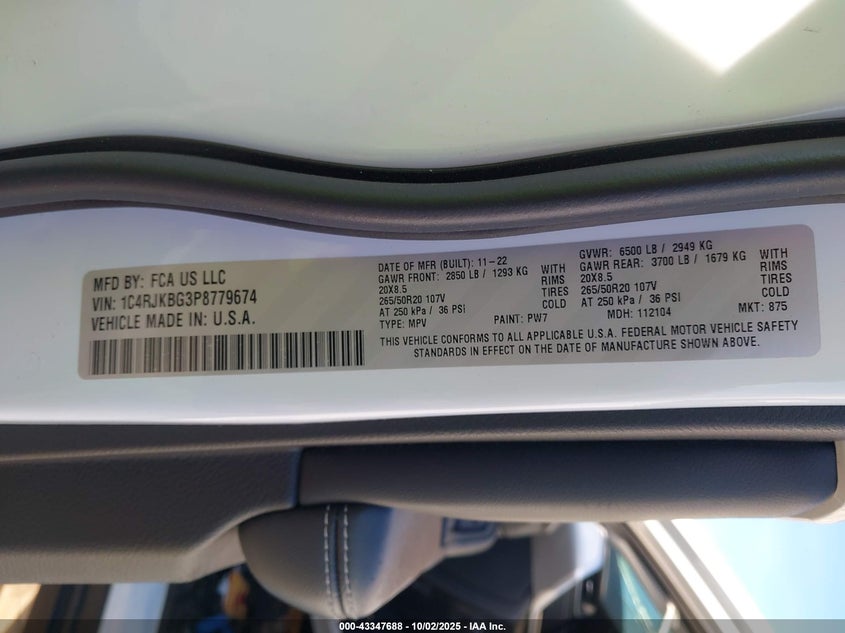 MFD BY: FCA US LLC
VIN: 1C4RJKBG3P8779674
VEHICLE MADE IN: U.S.A.
DATE OF MFR (BUILT): 11-22
GAWR FRONT: 2850 LB / 1293 KG WITH
20X8.5 RIMS
265/50R20 107V TIRES
AT 250 kPa / 36 PSI COLD
TYPE: MPV PAINT: PW7
GVWR: 6500 LB / 2949 KG
GAWR REAR: 3700 LB / 1679 KG WITH
20X8.5 RIMS
265/50R20 107V TIRES
AT 250 kPa / 36 PSI COLD
MDH: 112104 MKT: 875
THIS VEHICLE CONFORMS TO ALL APPLICABLE U.S.A. FEDERAL MOTOR VEHICLE SAFETY
STANDARDS IN EFFECT ON THE DATE OF MANUFACTURE SHOWN ABOVE.
000-43347688 - 10/02/2025 - IAA Inc.